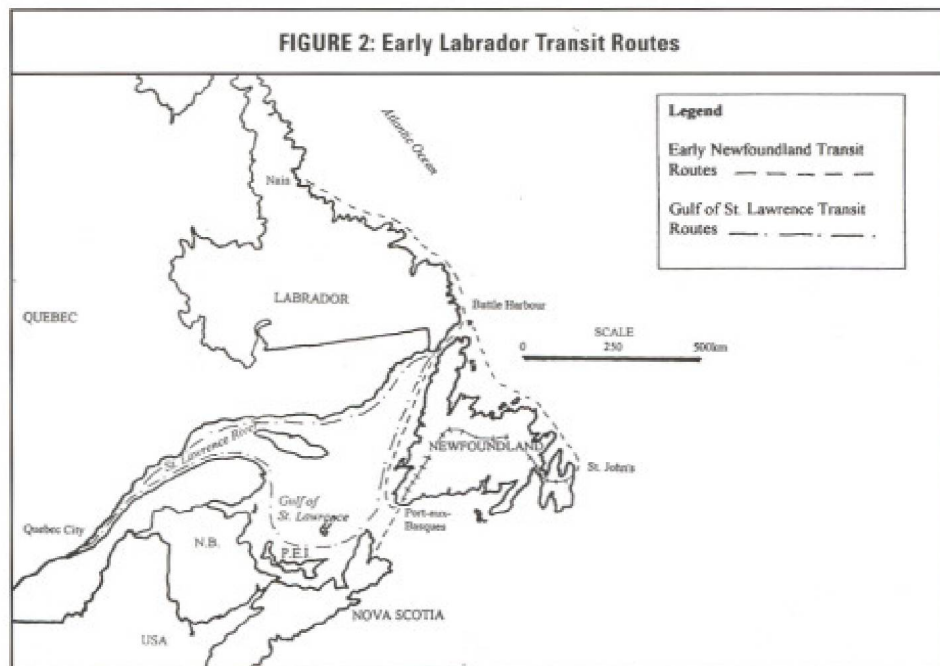 FIGURE 2: Early Labrador Transit Routes
Atlantic Ocean
Legend
Early Newfoundland Transit
Routes
Gulf of St. Lawrence Transit
Routes
Nain
LABRADOR
QUEBEC
Battle Harbour
SCALE
0 250 500km
St. Lawrence River
NEWFOUNDLAND
St. John's
Gulf of
St. Lawrence
Port-aux-
Basques
Quebec City
N.B.
P.E.I.
NOVA SCOTIA
USA